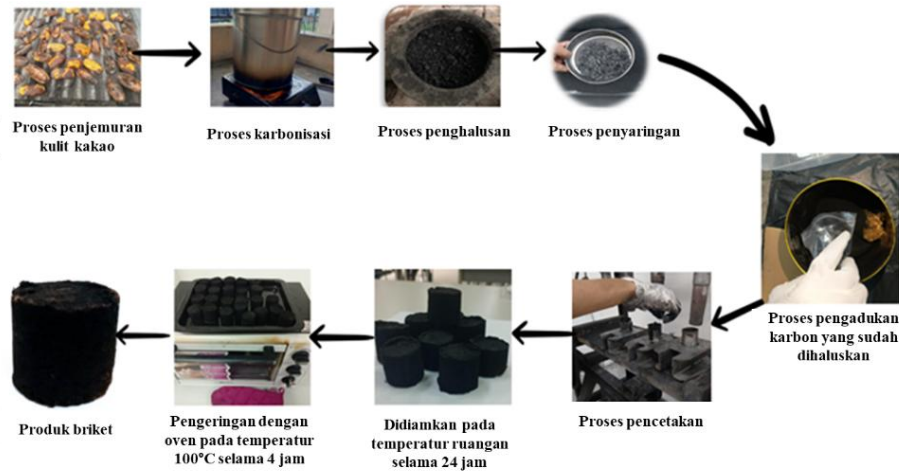 Proses penjemuran
kulit kakao
Proses karbonisasi
Proses penghalusan
Proses penyaringan
Proses pengadukan
karbon yang sudah
dihaluskan
Proses pencetakan
Didiamkan pada
temperatur ruangan
selama 24 jam
Pengeringan dengan
oven pada temperatur
100°C selama 4 jam
Produk briket